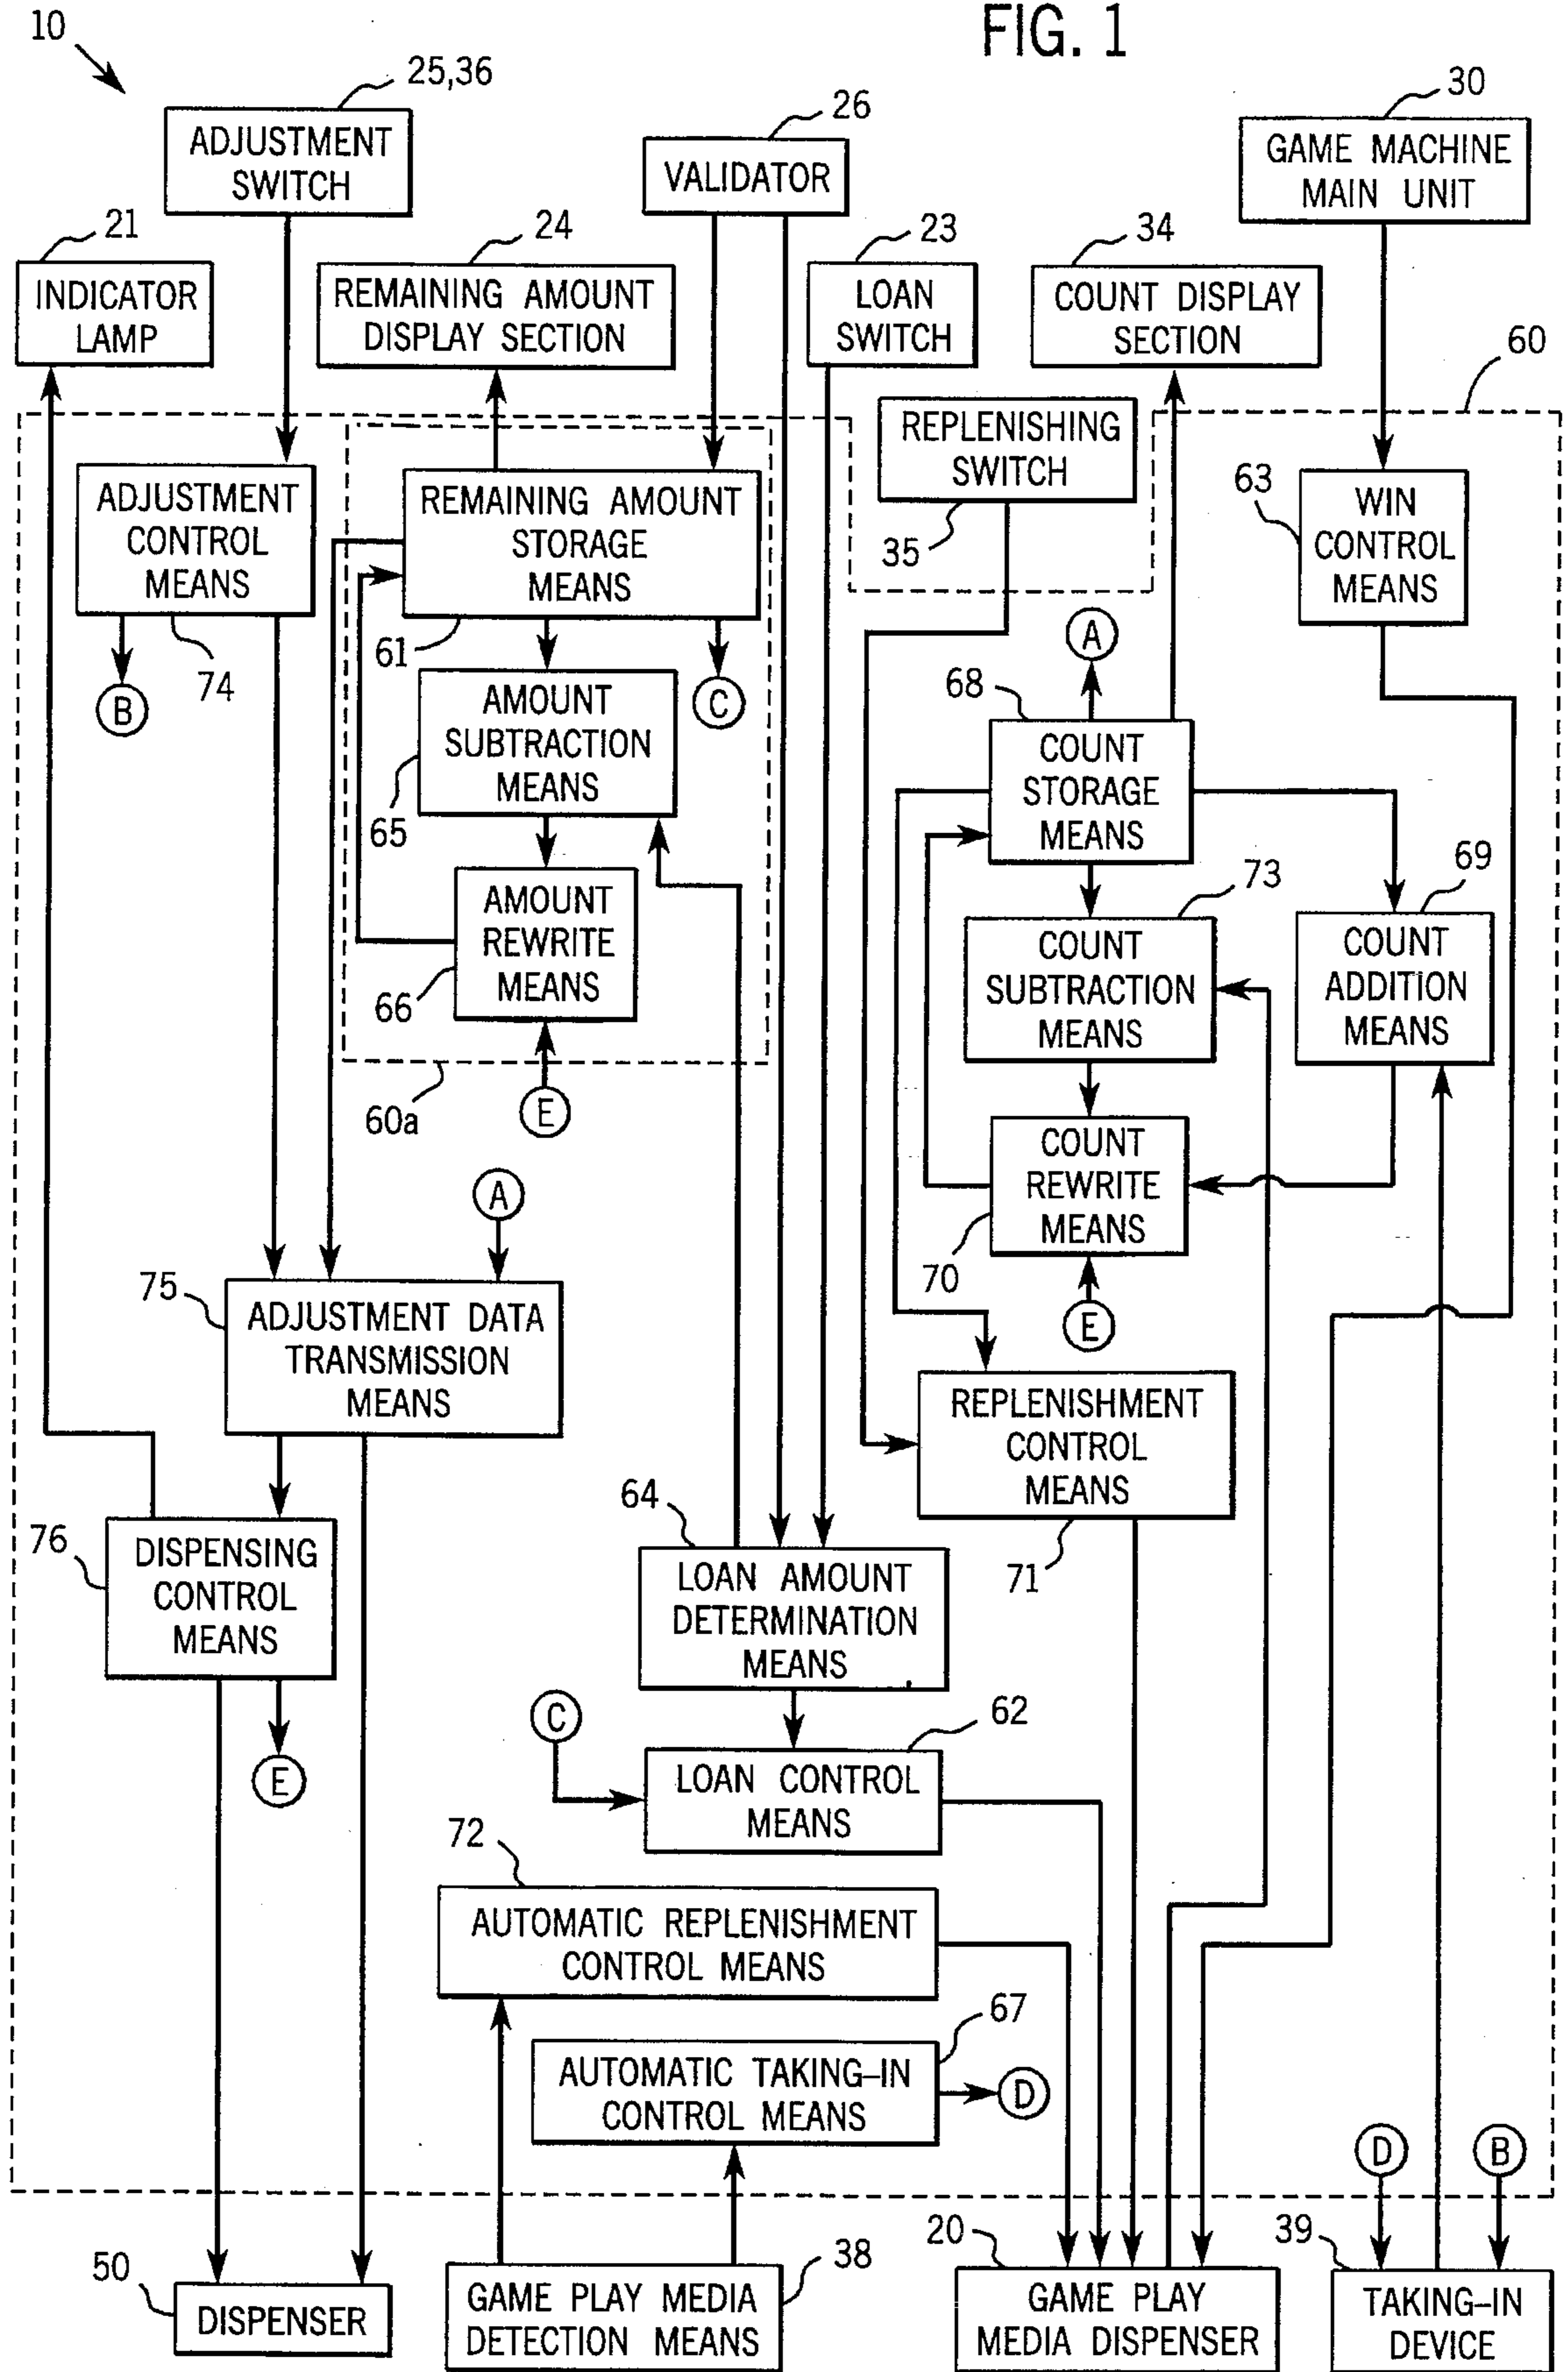 FIG. 1
10
25,36
ADJUSTMENT
SWITCH
26
VALIDATOR
30
GAME MACHINE
MAIN UNIT
21
INDICATOR
LAMP
24
REMAINING AMOUNT
DISPLAY SECTION
23
LOAN
SWITCH
34
COUNT DISPLAY
SECTION
60
REPLENISHING
SWITCH
35
ADJUSTMENT
CONTROL
MEANS
74
B
REMAINING AMOUNT
STORAGE
MEANS
61
C
63
WIN
CONTROL
MEANS
AMOUNT
SUBTRACTION
MEANS
65
A
68
COUNT
STORAGE
MEANS
AMOUNT
REWRITE
MEANS
66
73
COUNT
SUBTRACTION
MEANS
69
COUNT
ADDITION
MEANS
60a
E
COUNT
REWRITE
MEANS
70
E
A
75
ADJUSTMENT DATA
TRANSMISSION
MEANS
REPLENISHMENT
CONTROL
MEANS
71
76
DISPENSING
CONTROL
MEANS
E
64
LOAN AMOUNT
DETERMINATION
MEANS
C
62
LOAN CONTROL
MEANS
72
AUTOMATIC REPLENISHMENT
CONTROL MEANS
67
AUTOMATIC TAKING-IN
CONTROL MEANS
D
D
B
50
DISPENSER
38
GAME PLAY MEDIA
DETECTION MEANS
20
GAME PLAY
MEDIA DISPENSER
39
TAKING-IN
DEVICE